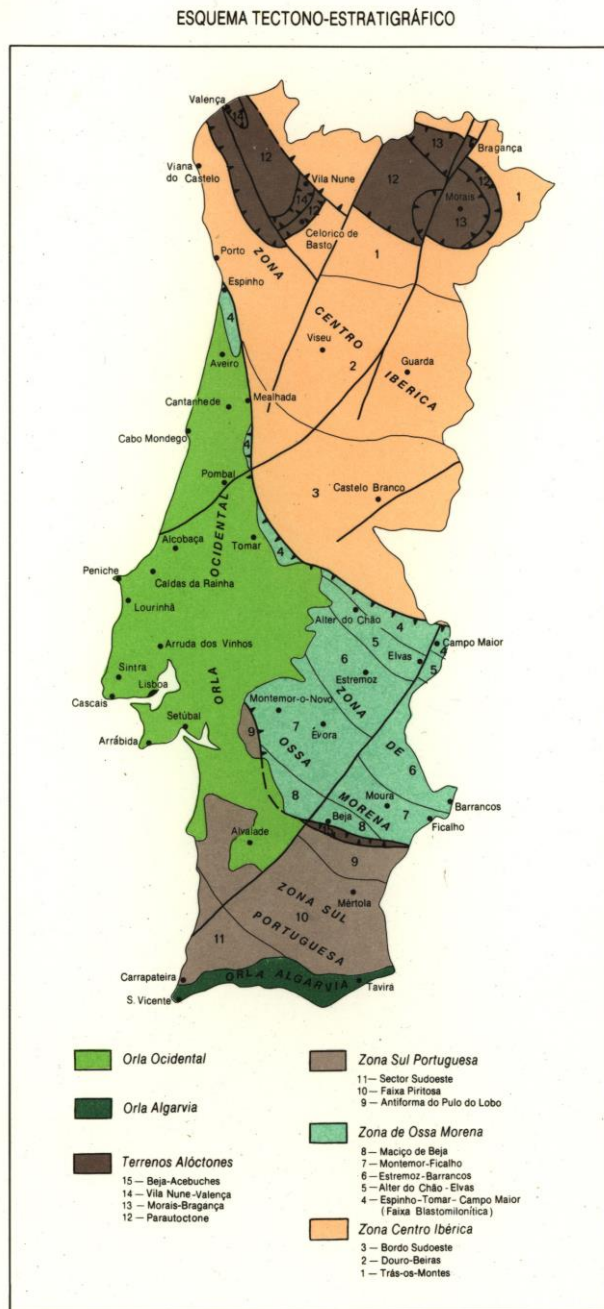 ESQUEMA TECTONO-ESTRATIGRÁFICO
Valença
14
12
13
Bragança
Viana
do Castelo
Vila Nune
12
12
Morais
1
14
12
13
Celorico de
Basto
1
Porto
ZONA
Espinho
4
CENTRO
Viseu
2
Guarda
Aveiro
IBERICA
Cantanhede
Mealhada
Cabo Mondego
4
Pombal
3
Castelo Branco
OCIDENTAL
Alcobaça
Tomar
4
Peniche
Caldas da Rainha
Lourinhã
Alter do Chão
4
Campo Maior
5
4
Arruda dos Vinhos
6
Elvas
5
Sintra
Estremoz
Lisboa
ZONA
Cascais
ORLA
Montemor-o-Novo
Setúbal
7
Évora
DE
Arrábida
9
OSSA
6
8
Moura
Barrancos
MORENA
7
Beja
8
Ficalho
Alvalade
9
ZONA SUL
Mértola
10
PORTUGUESA
11
Carrapateira
ORLA ALGARVIA
Tavira
S. Vicente
Orla Ocidental
Orla Algarvia
Terrenos Alóctones
15 — Beja-Acebuches
14 — Vila Nune-Valença
13 — Morais-Bragança
12 — Parautoctone
Zona Sul Portuguesa
11 — Sector Sudoeste
10 — Faixa Piritosa
9 — Antiforma do Pulo do Lobo
Zona de Ossa Morena
8 — Maciço de Beja
7 — Montemor-Ficalho
6 — Estremoz-Barrancos
5 — Alter do Chão - Elvas
4 — Espinho-Tomar-Campo Maior
(Faixa Blastomilonítica)
Zona Centro Ibérica
3 — Bordo Sudoeste
2 — Douro-Beiras
1 — Trás-os-Montes